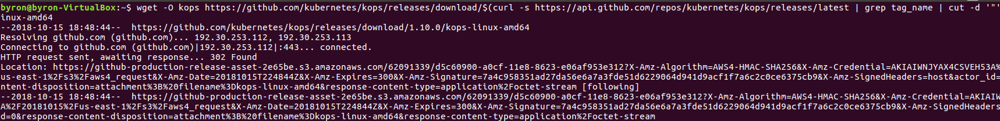 byron@byron-VirtualBox:~$ wget -O kops https://github.com/kubernetes/kops/releases/download/$(curl -s https://api.github.com/repos/kubernetes/kops/releases/latest | grep tag_name | cut -d '"'
inux-amd64
--2018-10-15 18:48:44--  https://github.com/kubernetes/kops/releases/download/1.10.0/kops-linux-amd64
Resolving github.com (github.com)... 192.30.253.112, 192.30.253.113
Connecting to github.com (github.com)|192.30.253.112|:443... connected.
HTTP request sent, awaiting response... 302 Found
Location: https://github-production-release-asset-2e65be.s3.amazonaws.com/62091339/d5c60900-a0cf-11e8-8623-e06af953e312?X-Amz-Algorithm=AWS4-HMAC-SHA256&X-Amz-Credential=AKIAIWNJYAX4CSVEH53A%
us-east-1%2Fs3%2Faws4_request&X-Amz-Date=20181015T224844Z&X-Amz-Expires=300&X-Amz-Signature=7a4c958351ad27da56e6a7a3fde51d6229064d941d9acf1f7a6c2c0ce6375cb9&X-Amz-SignedHeaders=host&actor_id=
ntent-disposition=attachment%3B%20filename%3Dkops-linux-amd64&response-content-type=application%2Foctet-stream [following]
--2018-10-15 18:48:44--  https://github-production-release-asset-2e65be.s3.amazonaws.com/62091339/d5c60900-a0cf-11e8-8623-e06af953e312?X-Amz-Algorithm=AWS4-HMAC-SHA256&X-Amz-Credential=AKIAIW
A%2F20181015%2Fus-east-1%2Fs3%2Faws4_request&X-Amz-Date=20181015T224844Z&X-Amz-Expires=300&X-Amz-Signature=7a4c958351ad27da56e6a7a3fde51d6229064d941d9acf1f7a6c2c0ce6375cb9&X-Amz-SignedHeaders
d=0&response-content-disposition=attachment%3B%20filename%3Dkops-linux-amd64&response-content-type=application%2Foctet-stream